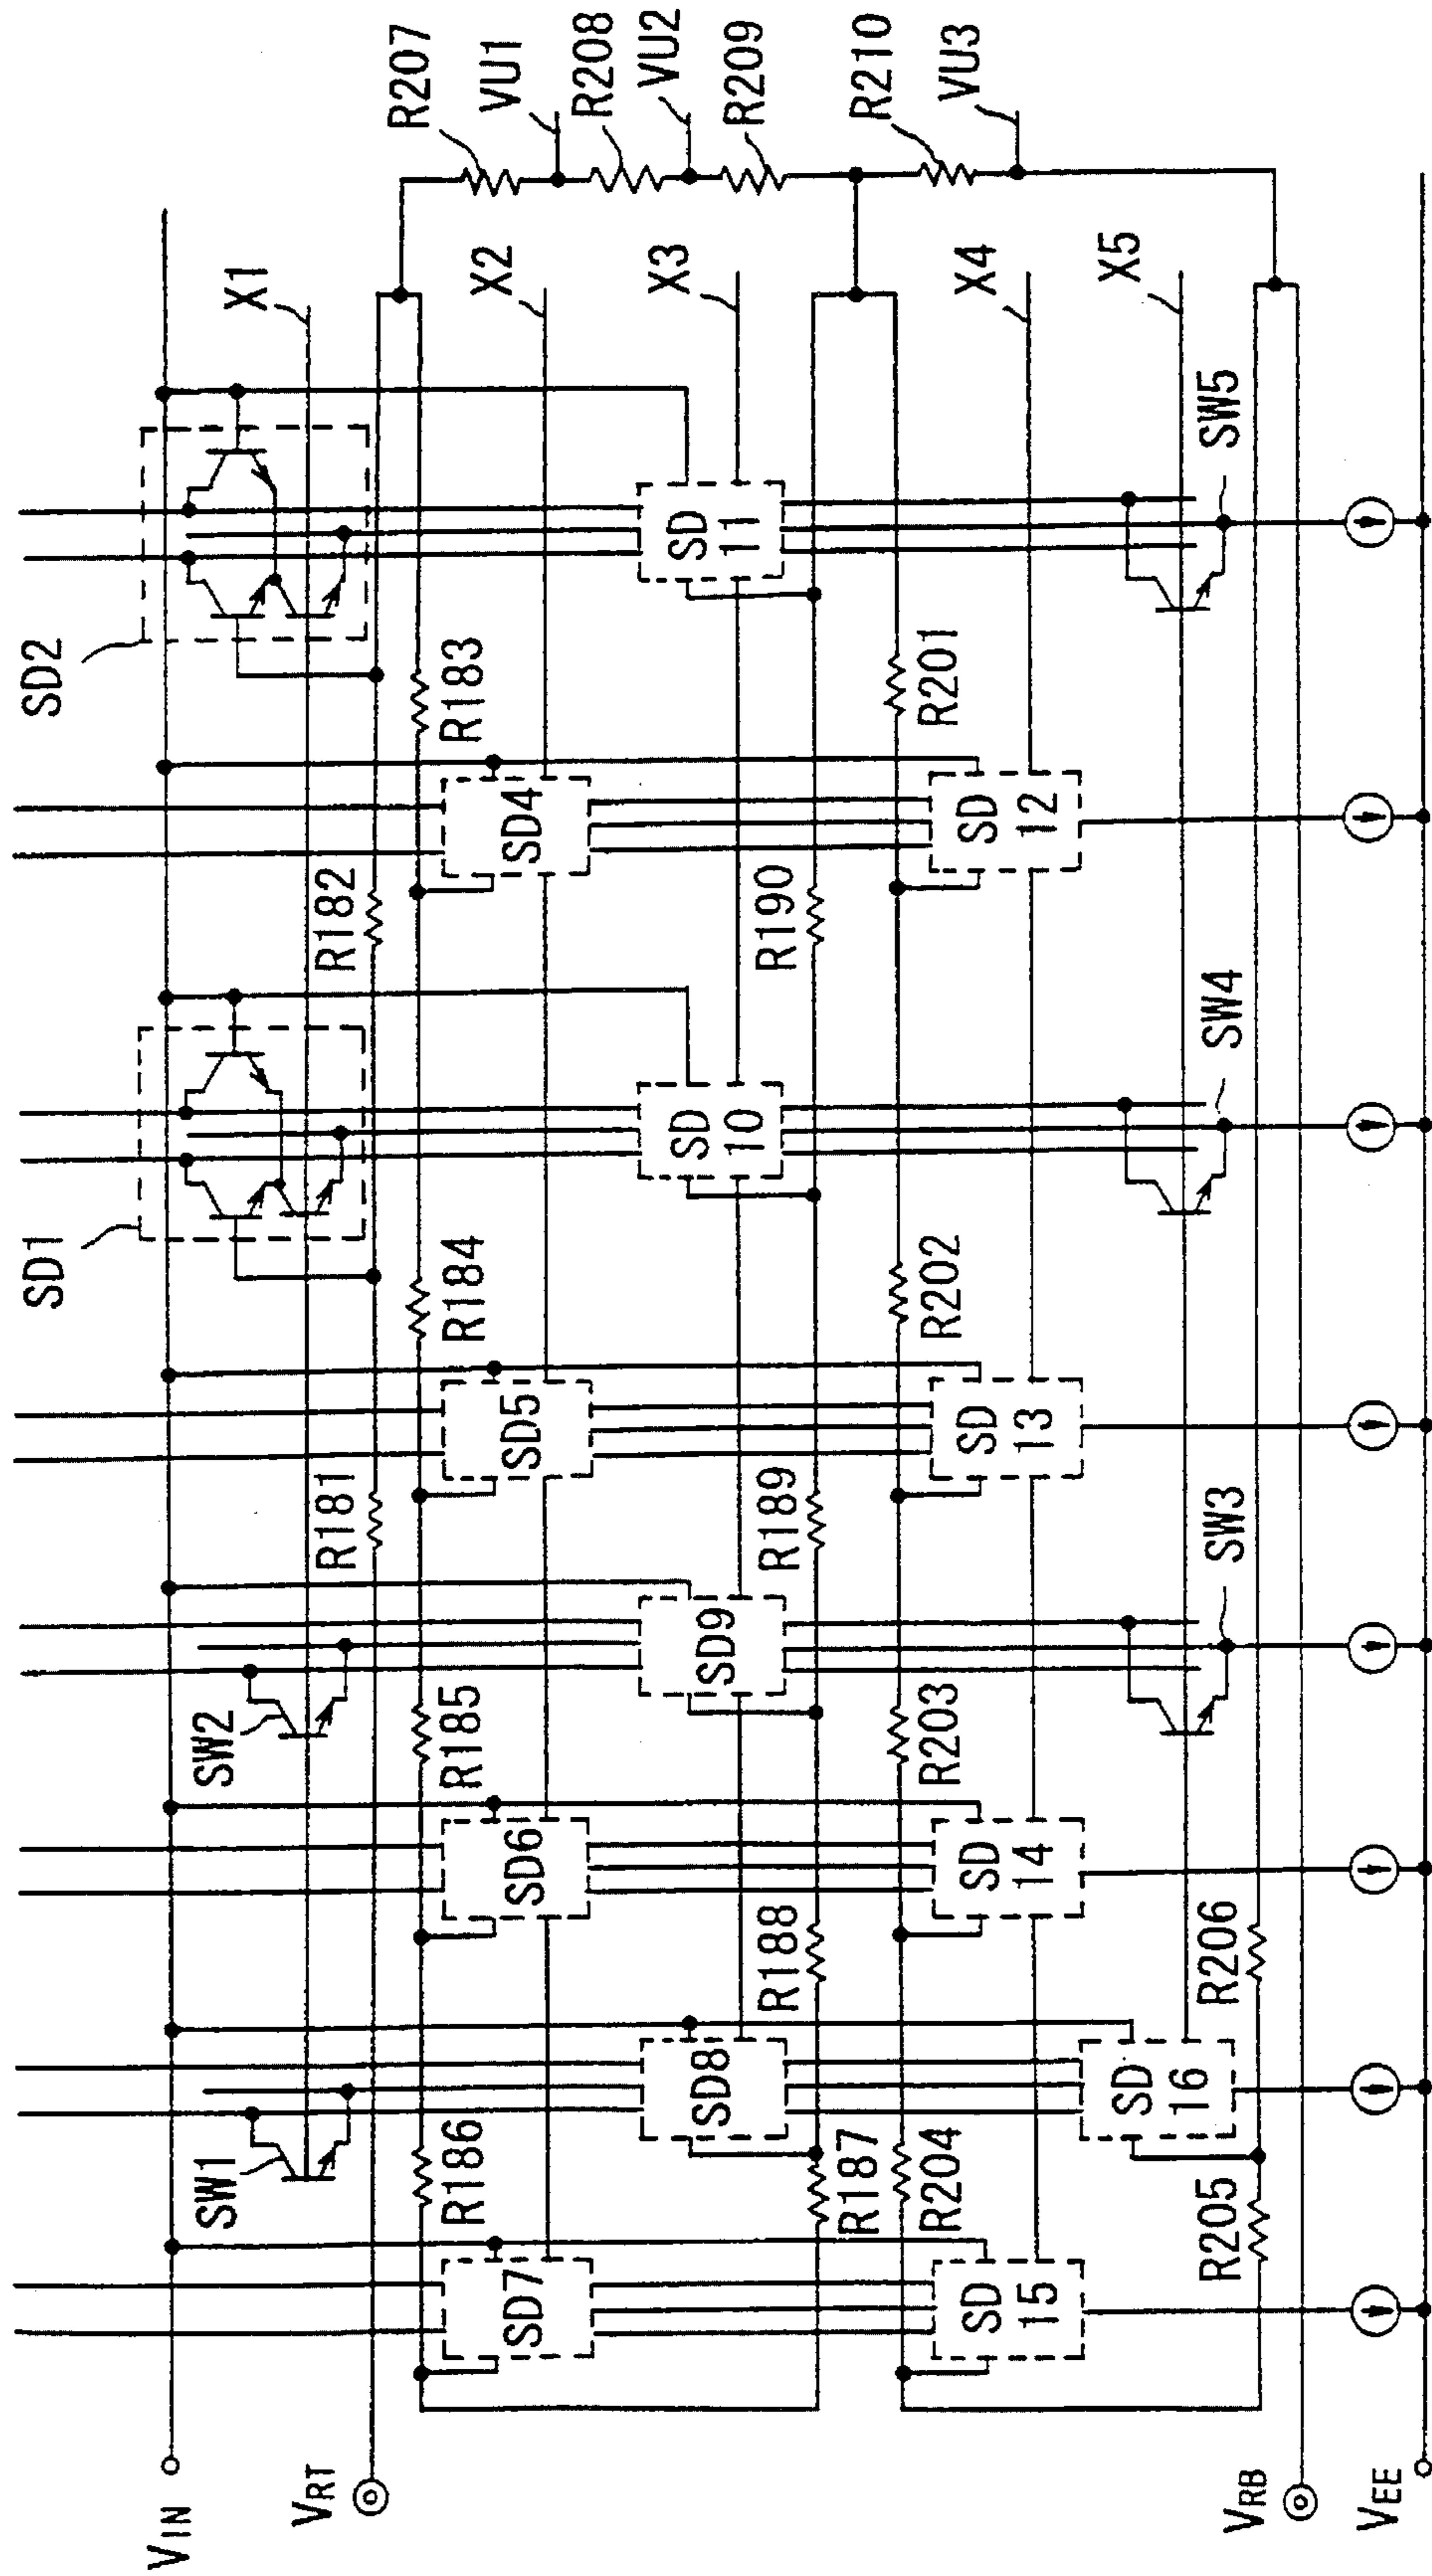 VIN
VRT
VRB
VEE
SD1
SD2
SW1
SW2
X1
R181
R182
R207
VU1
R208
VU2
R209
R210
VU3
R186
R185
R184
R183
X2
SD7
SD6
SD5
SD4
X3
SD8
SD9
SD
10
SD
11
R187
R188
R189
R190
R204
R203
R202
R201
X4
SD
15
SD
14
SD
13
SD
12
X5
SD
16
SW3
SW4
SW5
R205
R206